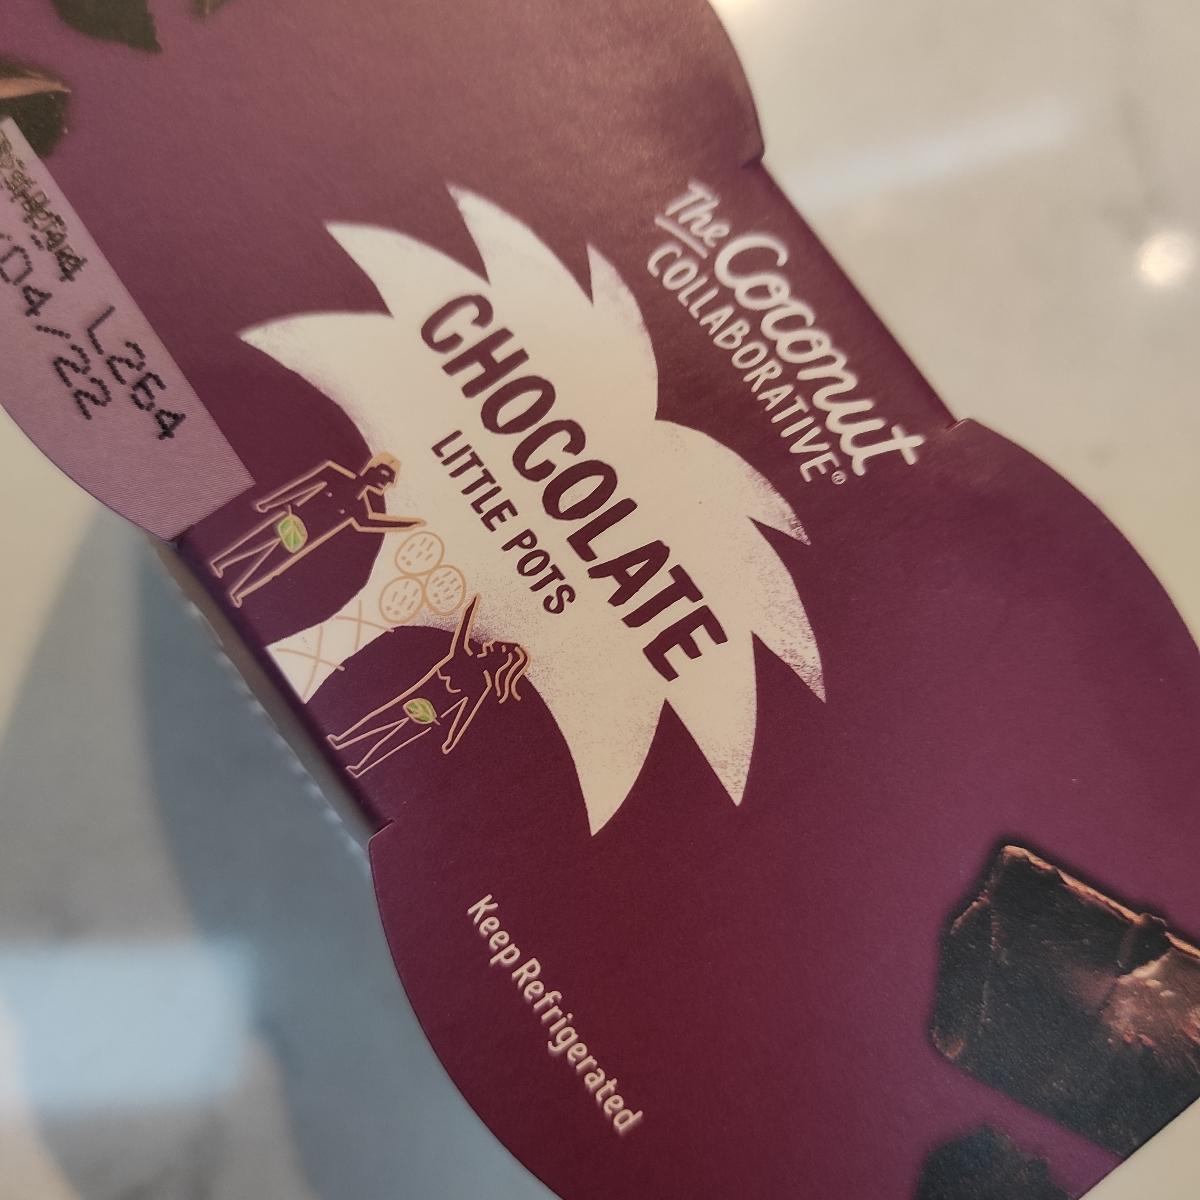 The Coconut
COLLABORATIVE®
CHOCOLATE
LITTLE POTS
Keep Refrigerated
L264
04/22